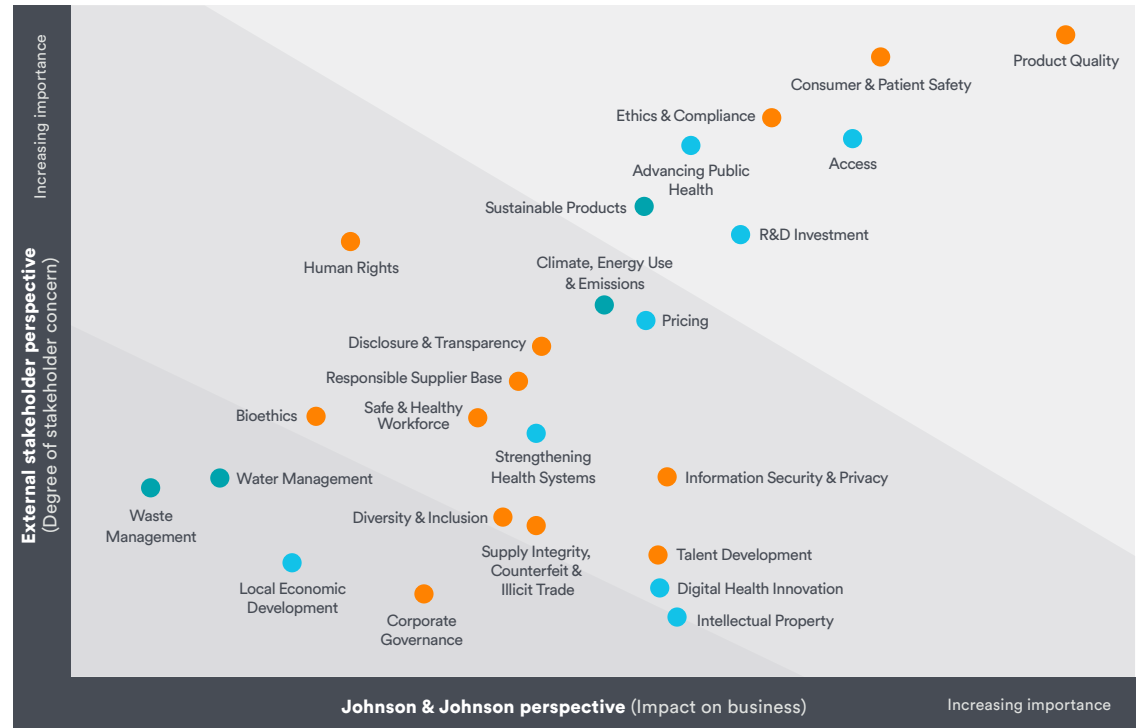 Increasing importance
External stakeholder perspective
(Degree of stakeholder concern)
Product Quality
Consumer & Patient Safety
Ethics & Compliance
Access
Advancing Public
Health
Sustainable Products
R&D Investment
Human Rights
Climate, Energy Use
& Emissions
Pricing
Disclosure & Transparency
Responsible Supplier Base
Bioethics
Safe & Healthy
Workforce
Strengthening
Health Systems
Water Management
Information Security & Privacy
Waste
Management
Diversity & Inclusion
Supply Integrity,
Counterfeit &
Illicit Trade
Talent Development
Local Economic
Development
Digital Health Innovation
Corporate
Governance
Intellectual Property
Johnson & Johnson perspective (Impact on business)
Increasing importance